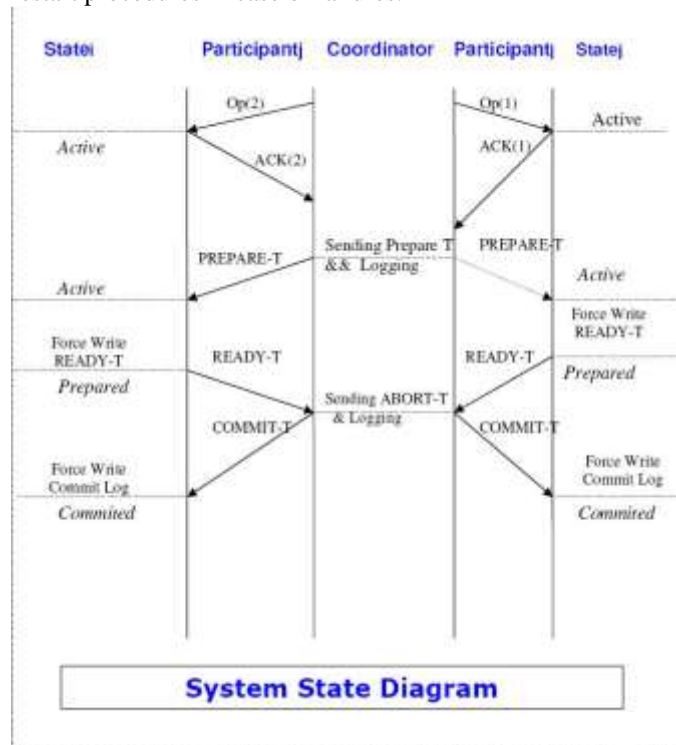 Statei Participantj Coordinator Participantj Statej
Op(2) Op(1)
Active
Active
ACK(2)
ACK(1)
Sending Prepare T
&& Logging
PREPARE-T
PREPARE-T
Active
Active
Force Write
READY-T
Force Write
READY-T
READY-T
READY-T
Prepared
Prepared
Sending ABORT-T
& Logging
COMMIT-T
COMMIT-T
Force Write
Commit Log
Force Write
Commit Log
Commited
Commited
System State Diagram